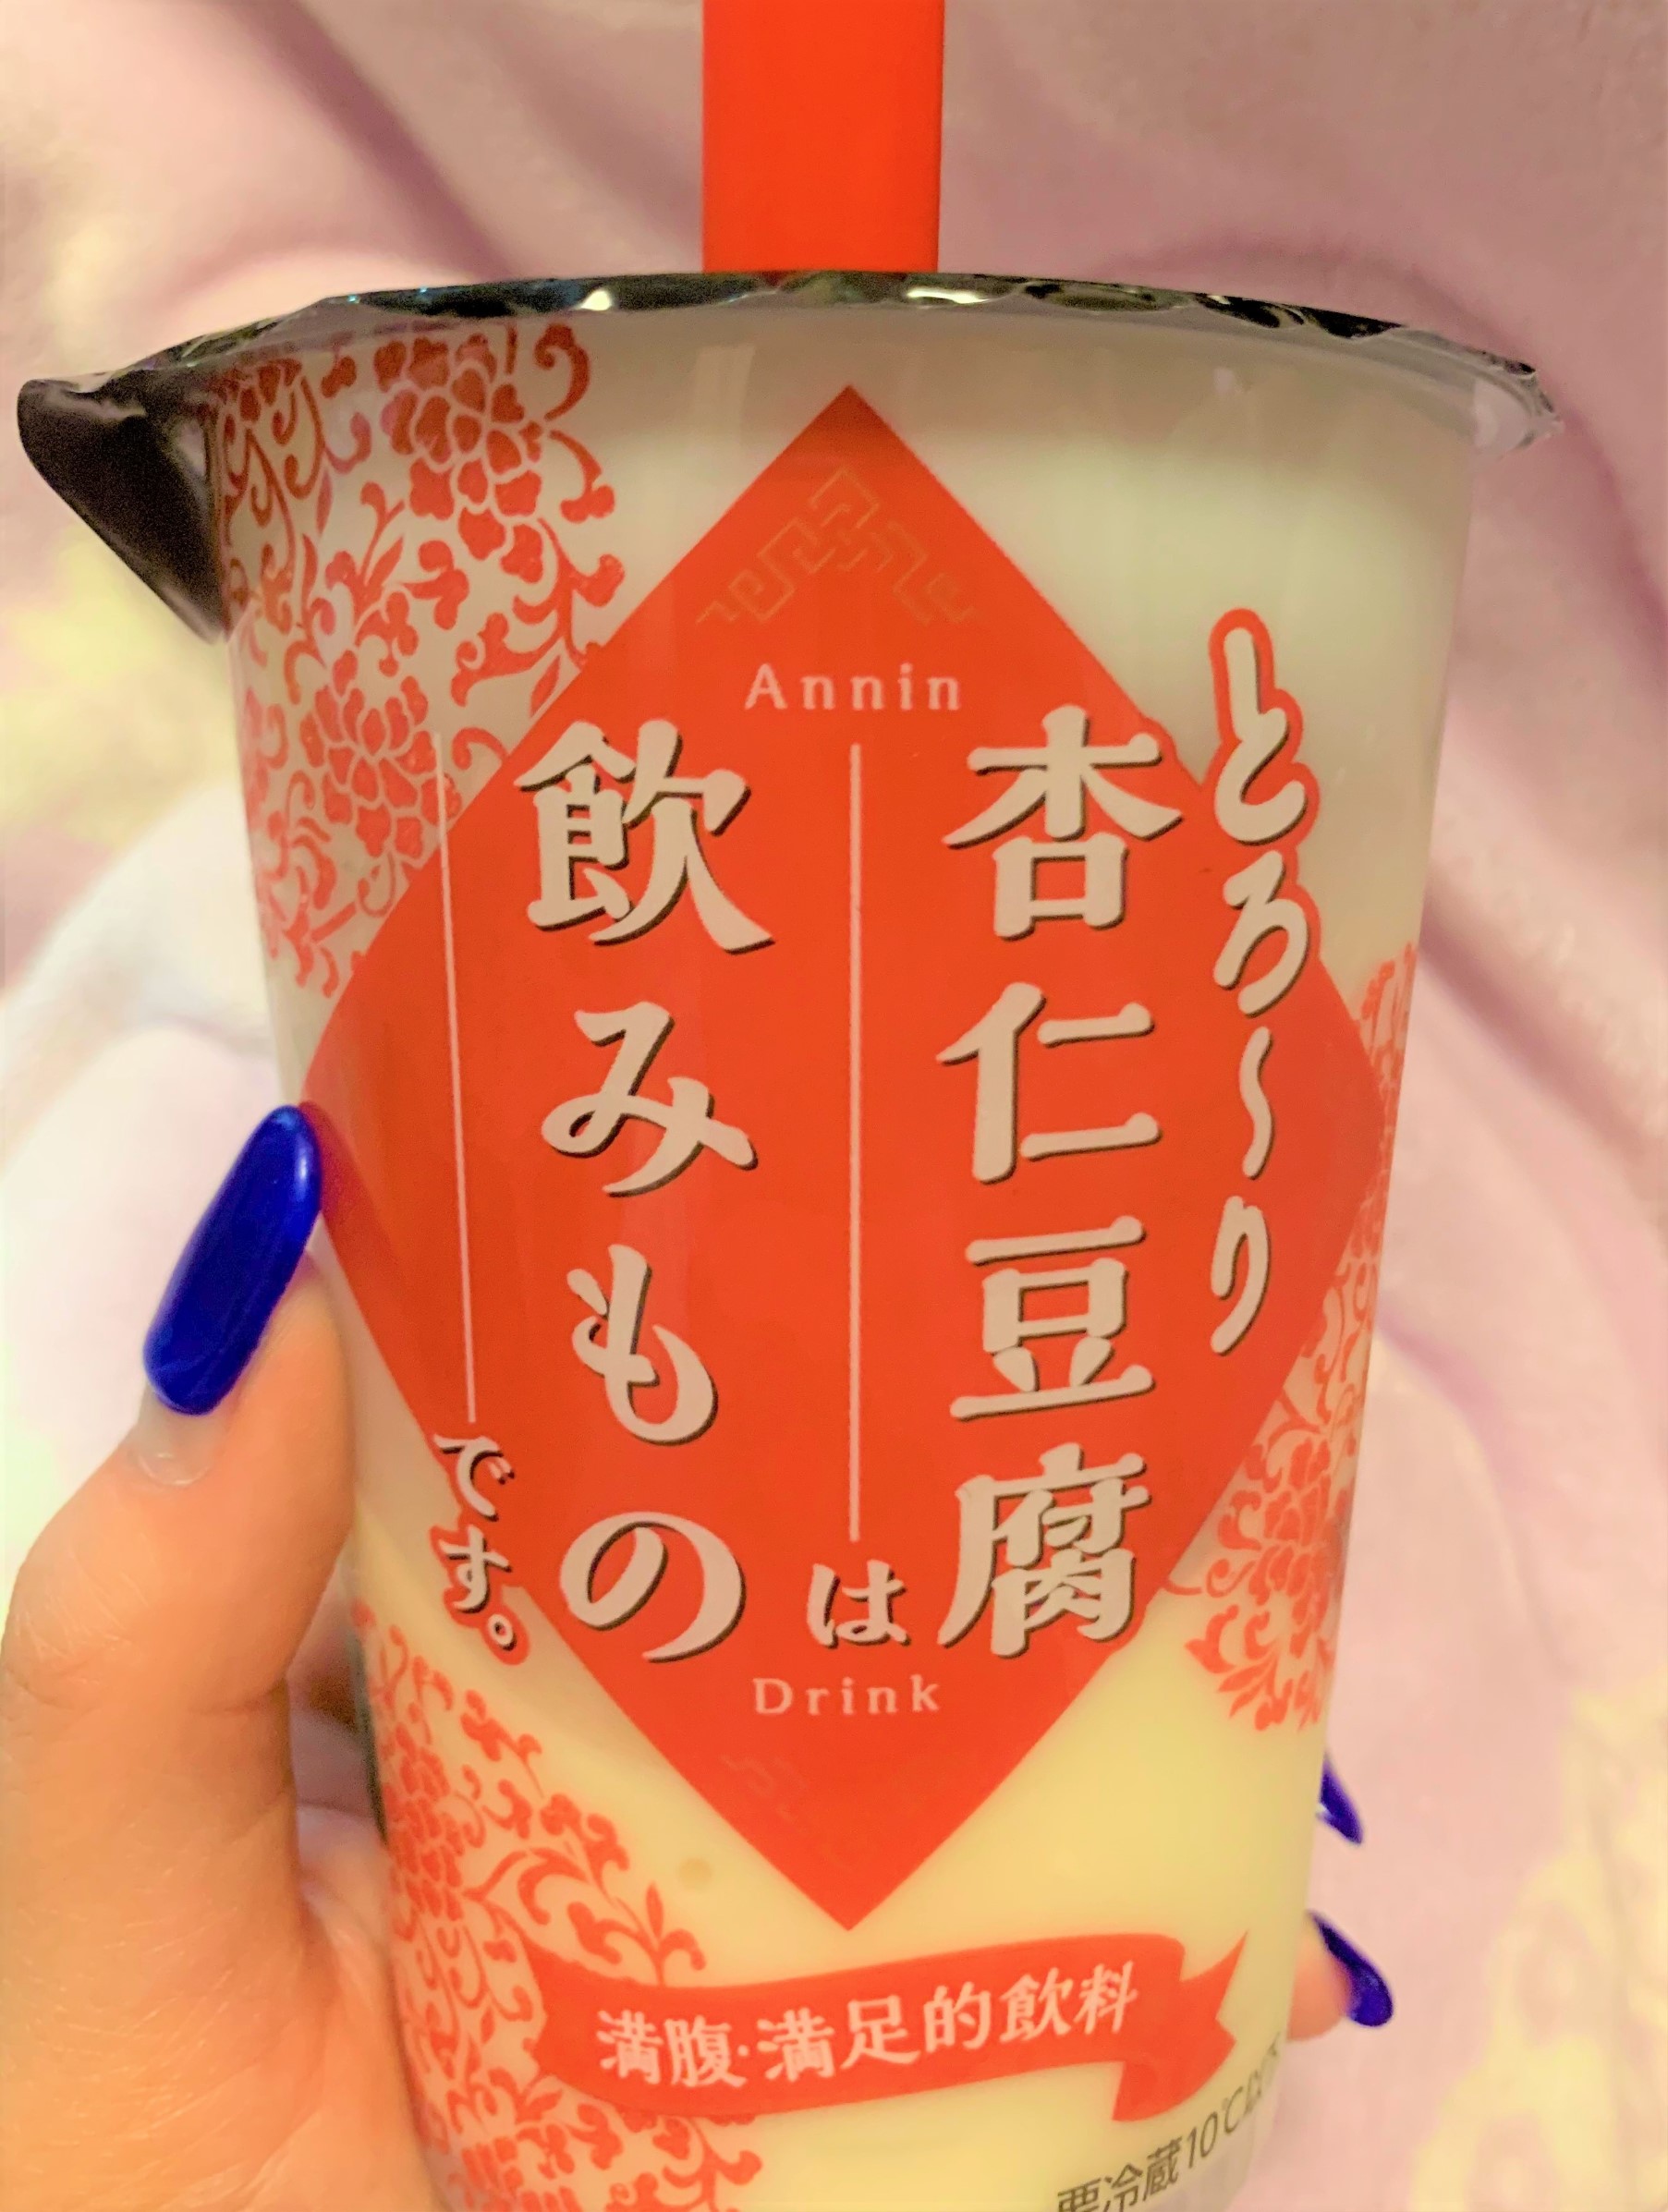 Annin
とろ〜り
杏仁豆腐
は
飲みもの
です。
Drink
満腹・満足的飲料
要冷蔵10℃以下